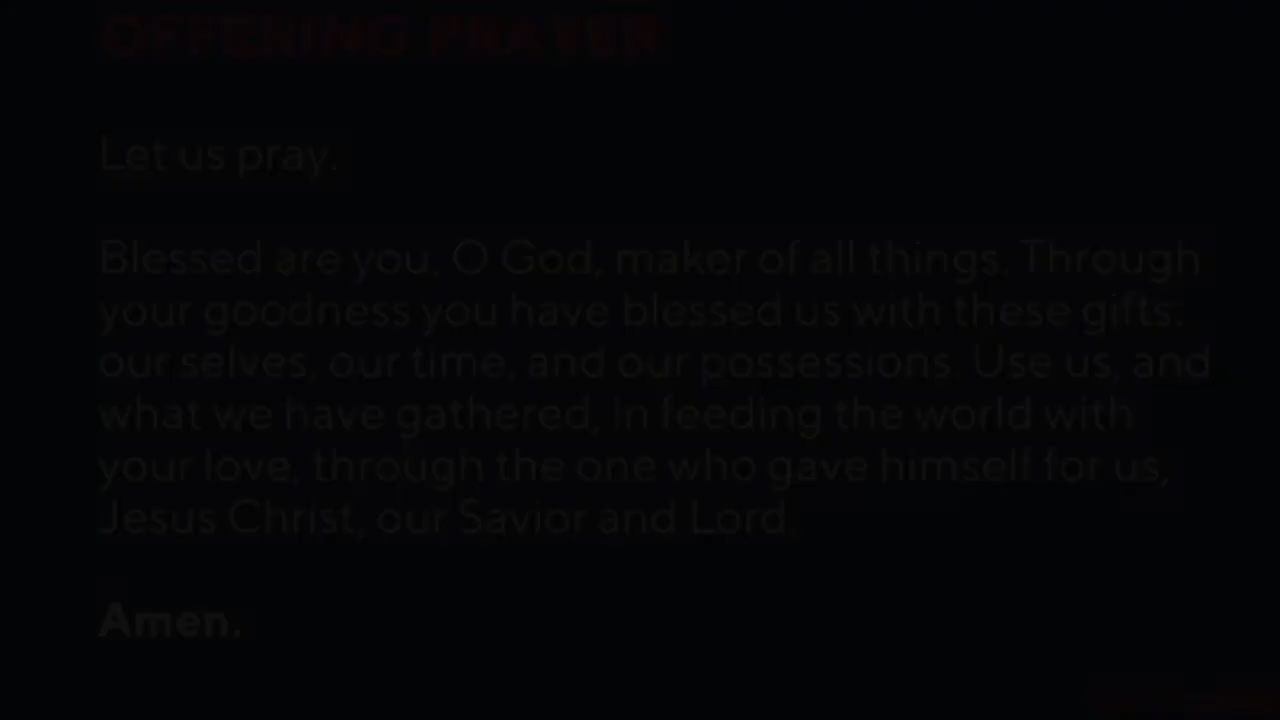 OFFERING PRAYER
Let us pray.
Blessed are you, O God, maker of all things. Through
your goodness you have blessed us with these gifts:
our selves, our time, and our possessions. Use us, and
what we have gathered, in feeding the world with
your love, through the one who gave himself for us,
Jesus Christ, our Savior and Lord.
Amen.